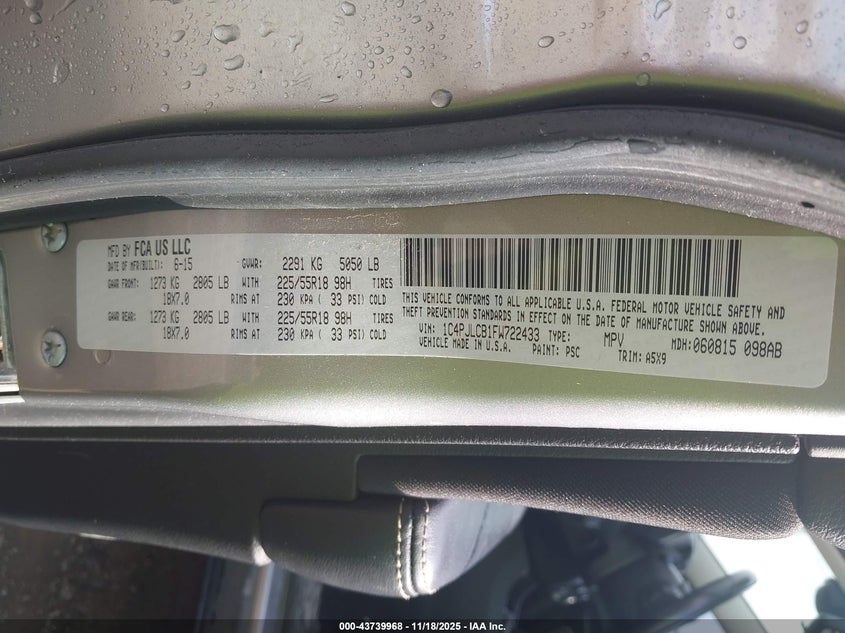 MFD BY FCA US LLC
DATE OF MFR(BUILT): 6-15 GVWR: 2291 KG 5050 LB
GAWR FRONT: 1273 KG 2805 LB WITH 225/55R18 98H TIRES
18X7.0 RIMS AT 230 KPA ( 33 PSI) COLD
GAWR REAR: 1273 KG 2805 LB WITH 225/55R18 98H TIRES
18X7.0 RIMS AT 230 KPA ( 33 PSI) COLD
THIS VEHICLE CONFORMS TO ALL APPLICABLE U.S.A. FEDERAL MOTOR VEHICLE SAFETY AND
THEFT PREVENTION STANDARDS IN EFFECT ON THE DATE OF MANUFACTURE SHOWN ABOVE.
VIN: 1C4PJLCB1FW722433 TYPE: MPV MDH: 060815 098AB
VEHICLE MADE IN U.S.A. PAINT: PSC TRIM: A5X9
000-43739968 - 11/18/2025 - IAA Inc.